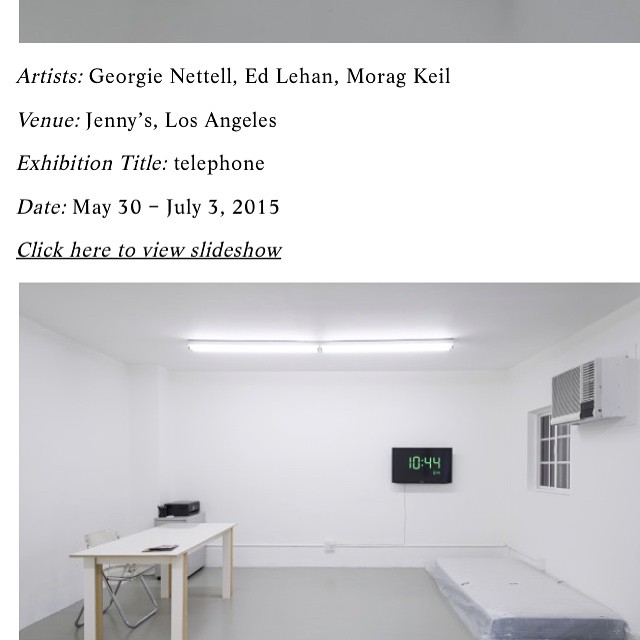 Artists: Georgie Nettell, Ed Lehan, Morag Keil
Venue: Jenny’s, Los Angeles
Exhibition Title: telephone
Date: May 30 – July 3, 2015
Click here to view slideshow
10:44